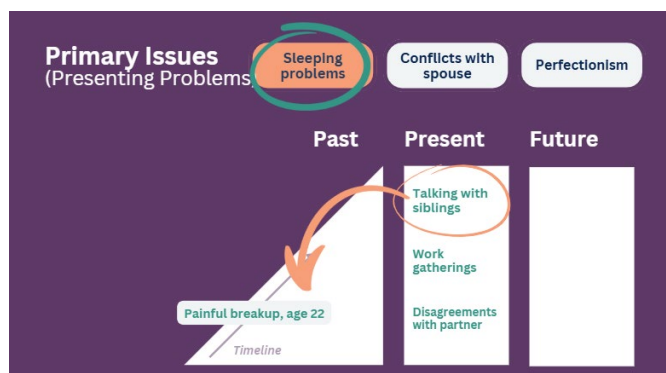 Primary Issues
(Presenting Problems)
Sleeping
problems
Conflicts with
spouse
Perfectionism
Past
Present
Future
Talking with
siblings
Work
gatherings
Disagreements
with partner
Painful breakup, age 22
Timeline